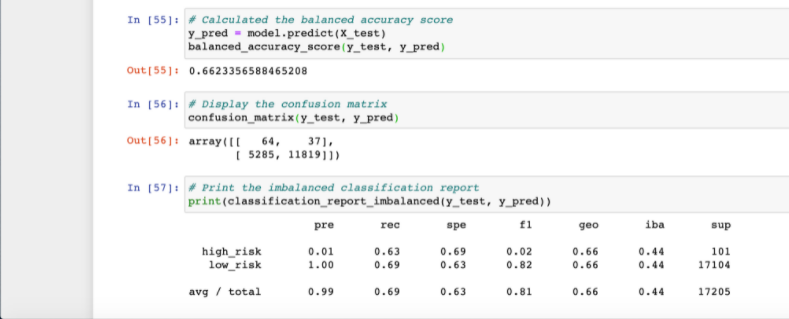 In [55]: # Calculated the balanced accuracy score
y_pred = model.predict(X_test)
balanced_accuracy_score(y_test, y_pred)
Out[55]: 0.6623356588465208
In [56]: # Display the confusion matrix
confusion_matrix(y_test, y_pred)
Out[56]: array([[   64,    37],
       [ 5285, 11819]])
In [57]: # Print the imbalanced classification report
print(classification_report_imbalanced(y_test, y_pred))
pre rec spe f1 geo iba sup
high_risk 0.01 0.63 0.69 0.02 0.66 0.44 101
low_risk 1.00 0.69 0.63 0.82 0.66 0.44 17104
avg / total 0.99 0.69 0.63 0.81 0.66 0.44 17205